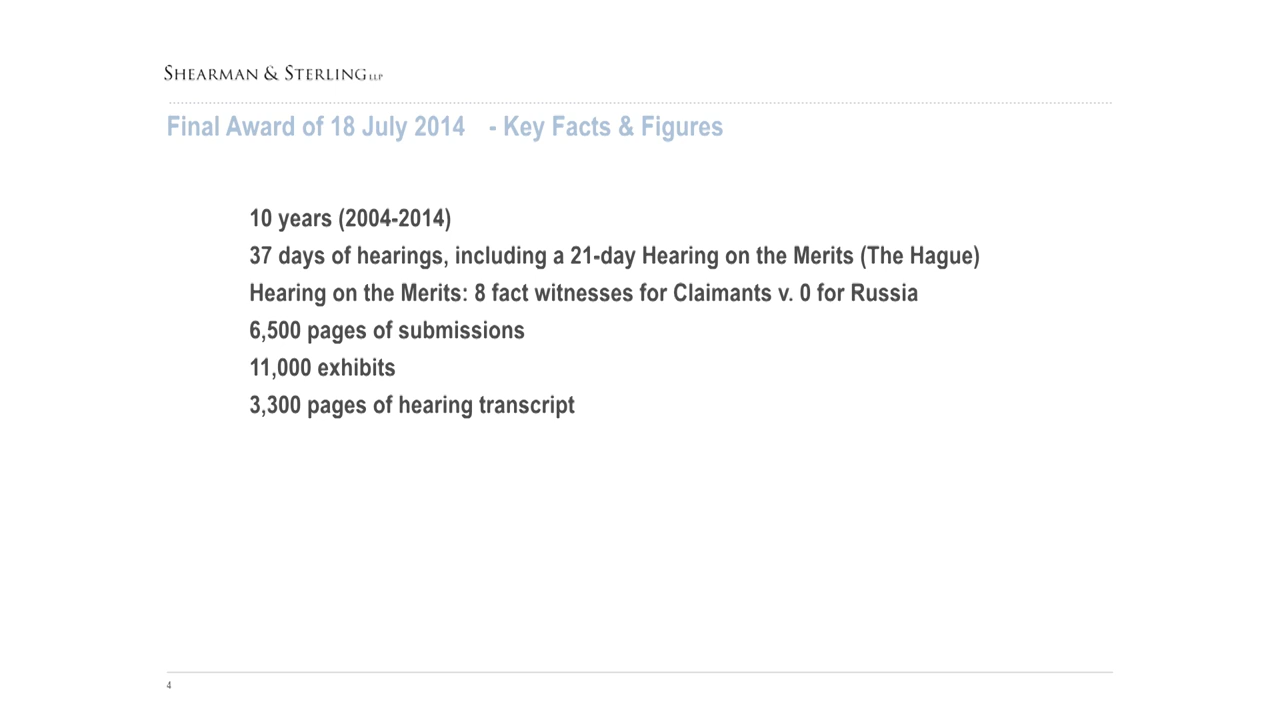 SHEARMAN & STERLING LLP
Final Award of 18 July 2014 - Key Facts & Figures
10 years (2004-2014)
37 days of hearings, including a 21-day Hearing on the Merits (The Hague)
Hearing on the Merits: 8 fact witnesses for Claimants v. 0 for Russia
6,500 pages of submissions
11,000 exhibits
3,300 pages of hearing transcript
4